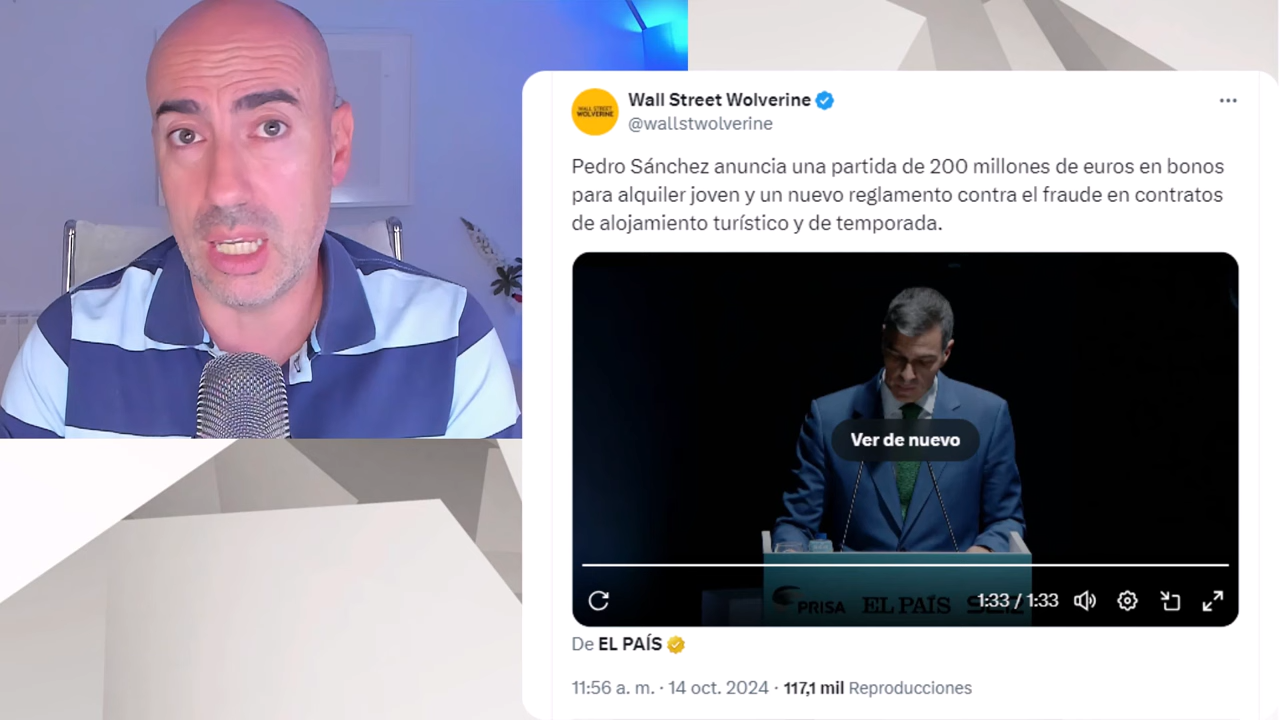 Wall Street Wolverine
@wallstwolverine
WALL STREET
WOLVERINE
Pedro Sánchez anuncia una partida de 200 millones de euros en bonos
para alquiler joven y un nuevo reglamento contra el fraude en contratos
de alojamiento turístico y de temporada.
Ver de nuevo
PRISA EL PAÍS SER
1:33 / 1:33
De EL PAÍS
11:56 a. m. · 14 oct. 2024 · 117,1 mil Reproducciones